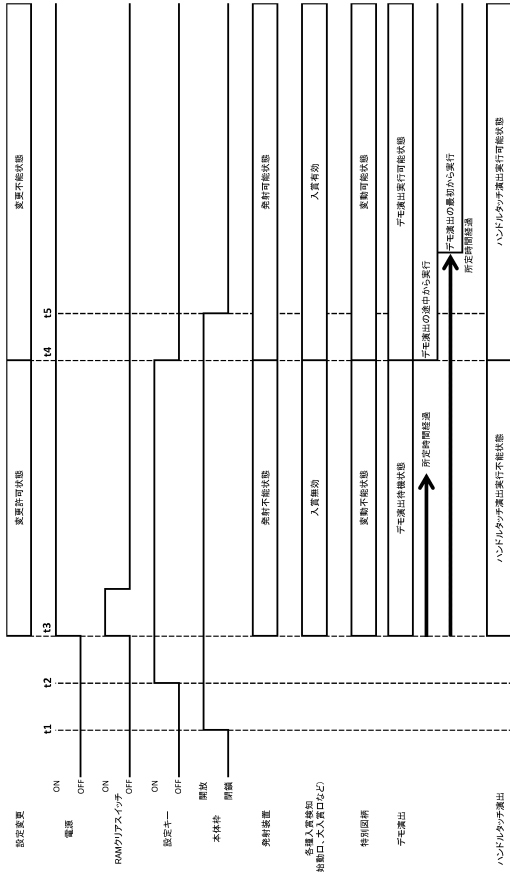 t1
t2
t3
t4
t5
設定変更
変更許可状態
変更不能状態
電源
ON
OFF
RAMクリアスイッチ
ON
OFF
設定キー
ON
OFF
本体枠
開放
閉鎖
発射装置
発射不能状態
発射可能状態
各種入賞検知
始動口、大入賞口など)
入賞無効
入賞有効
特別図柄
変動不能状態
変動可能状態
デモ演出
デモ演出待機状態
デモ演出実行可能状態
所定時間経過
デモ演出の途中から実行
デモ演出の最初から実行
所定時間経過
ハンドルタッチ演出
ハンドルタッチ演出実行不能状態
ハンドルタッチ演出実行可能状態